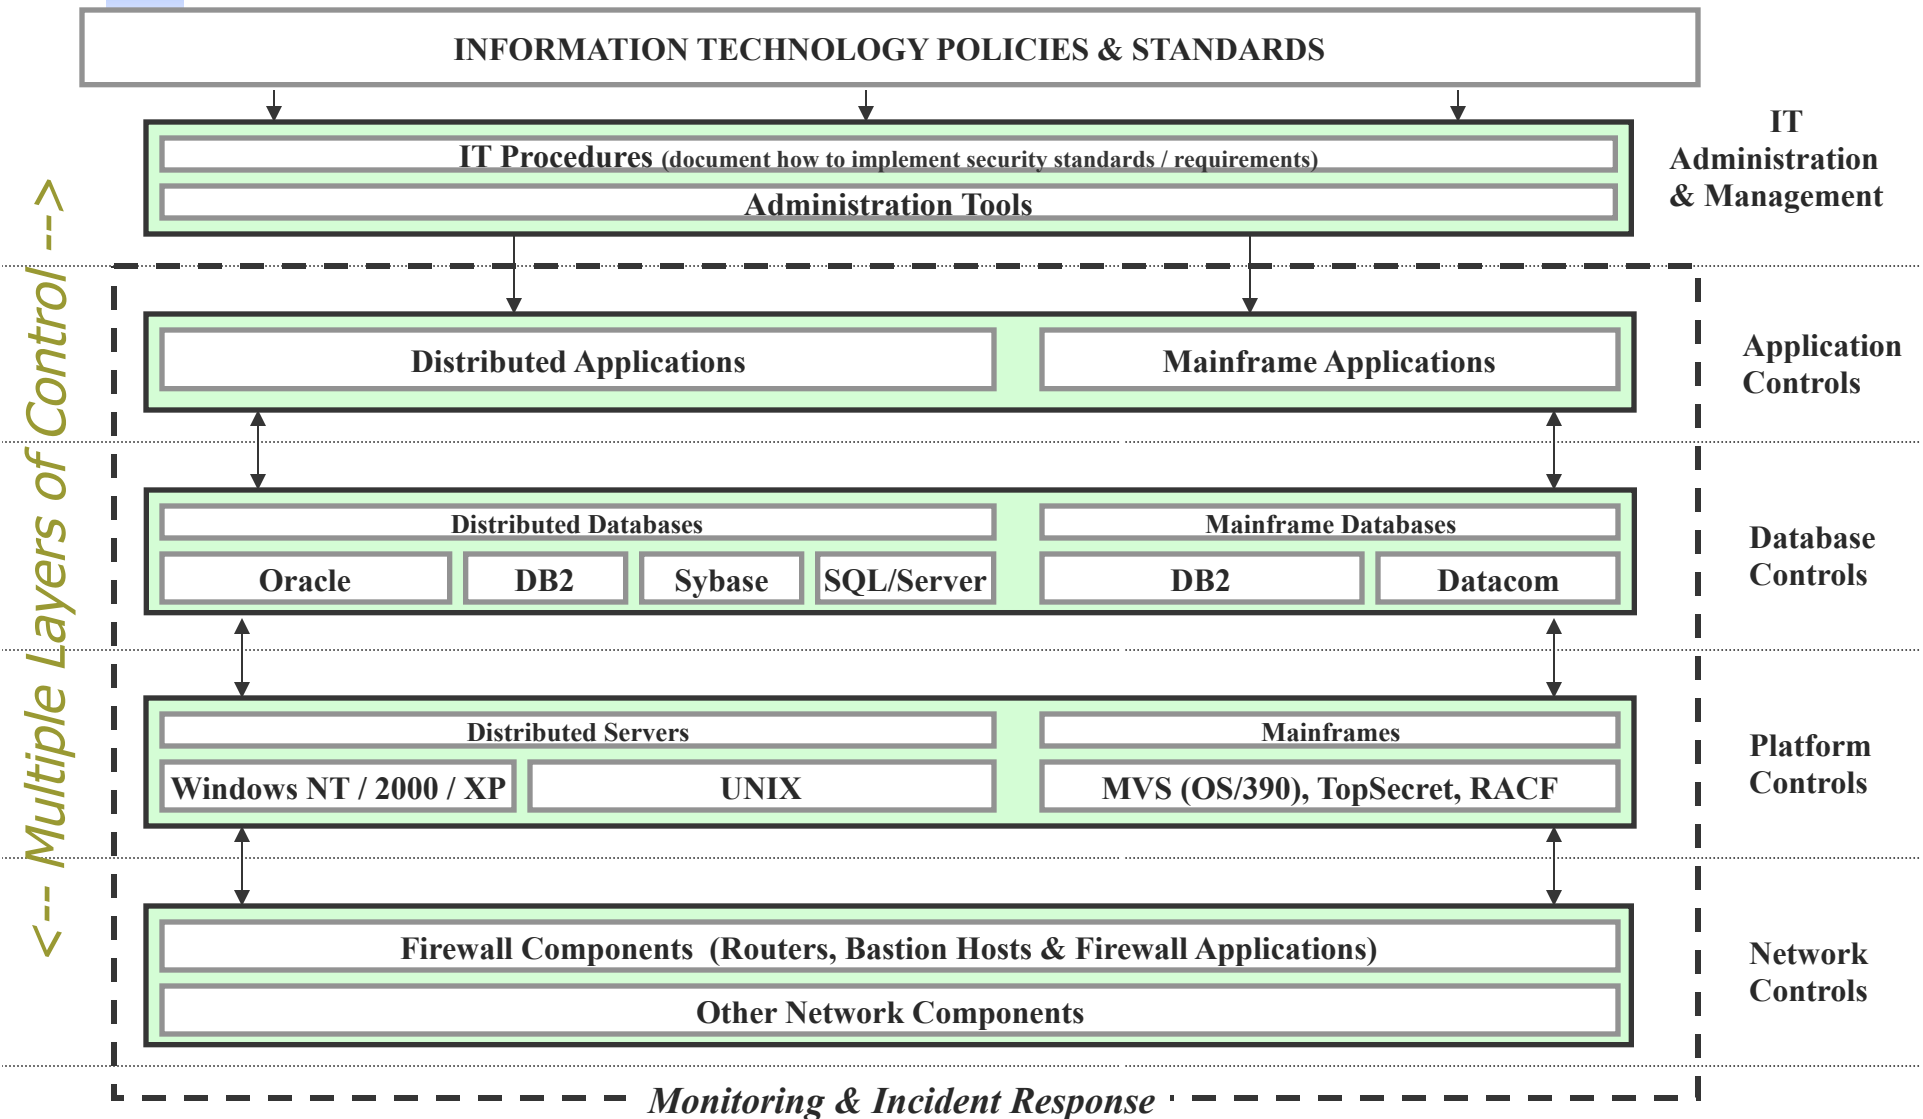 INFORMATION TECHNOLOGY POLICIES & STANDARDS
IT Procedures (document how to implement security standards / requirements)
Administration Tools
IT
Administration
& Management
<-- Multiple Layers of Control -->
Distributed Applications
Mainframe Applications
Application
Controls
Distributed Databases
Mainframe Databases
Oracle
DB2
Sybase
SQL/Server
DB2
Datacom
Database
Controls
Distributed Servers
Mainframes
Windows NT / 2000 / XP
UNIX
MVS (OS/390), TopSecret, RACF
Platform
Controls
Firewall Components (Routers, Bastion Hosts & Firewall Applications)
Other Network Components
Network
Controls
Monitoring & Incident Response